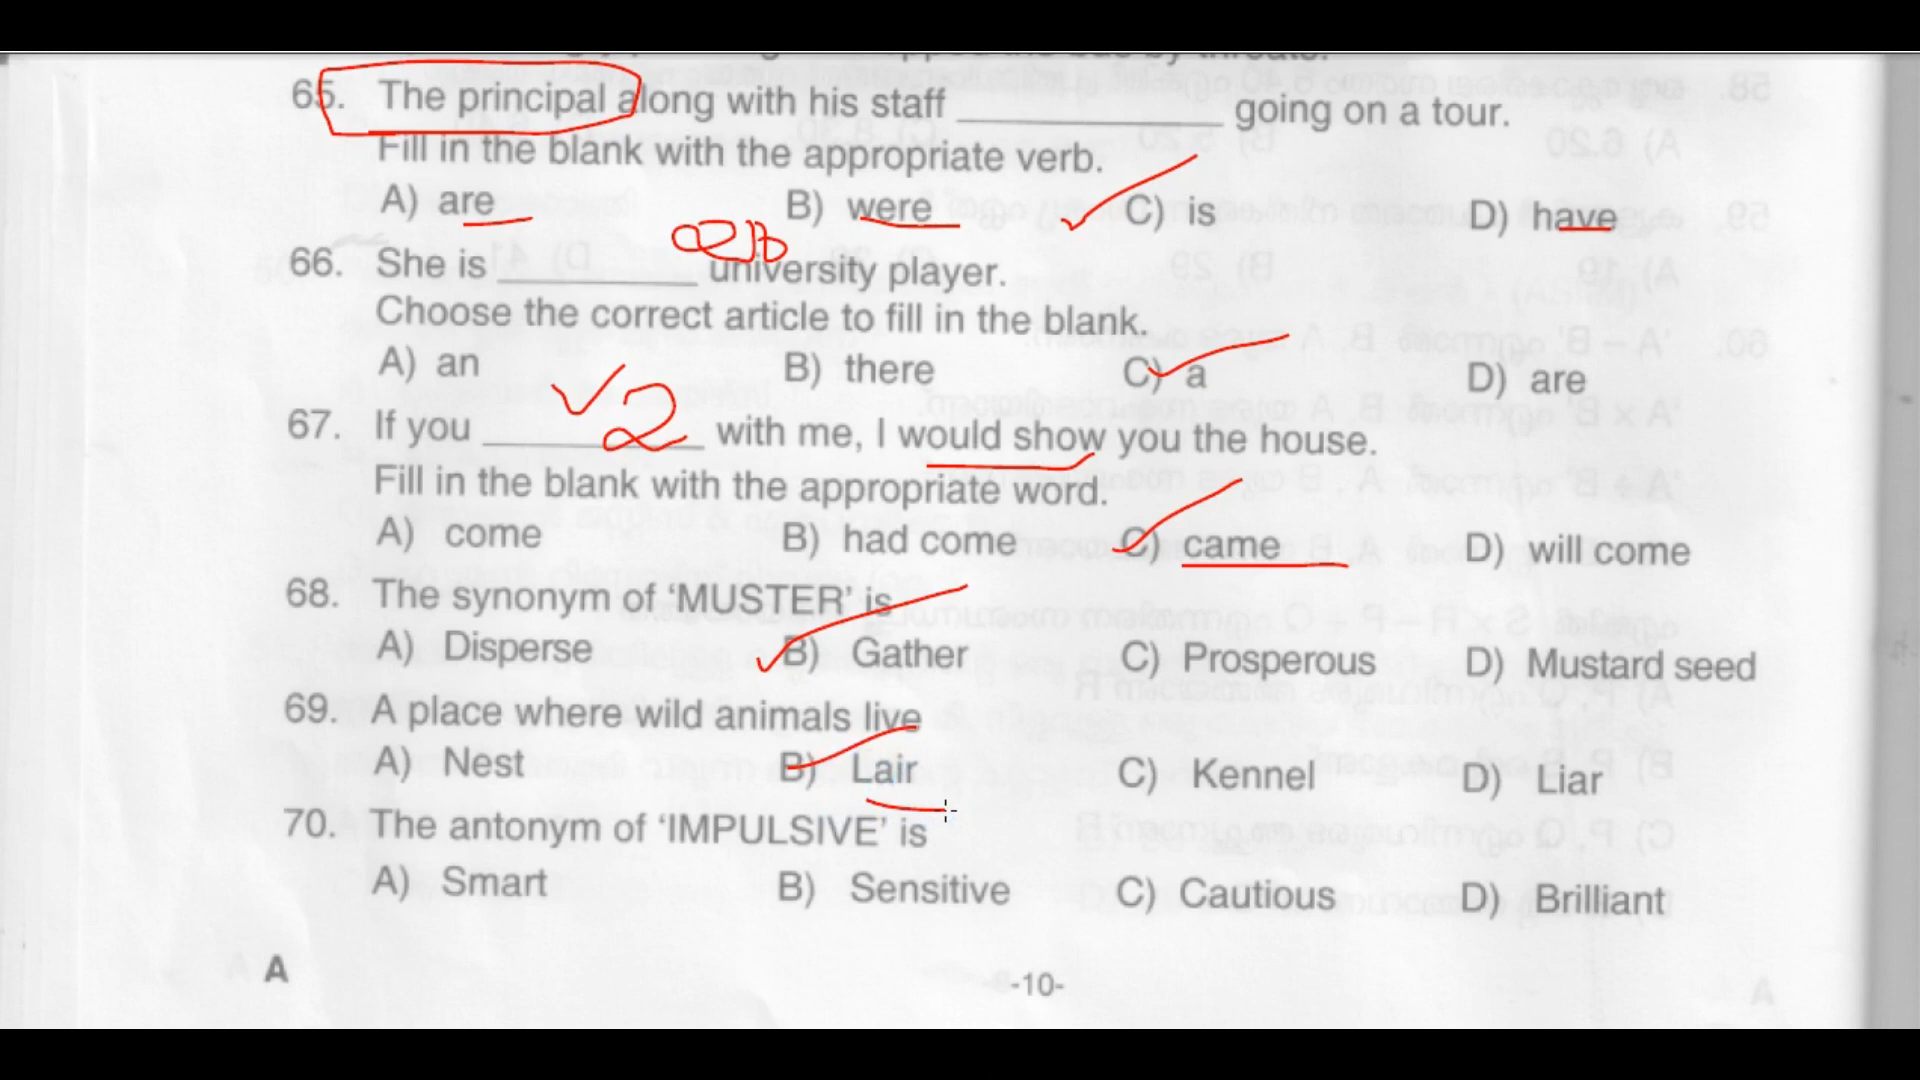 65. The principal along with his staff ____________ going on a tour.
Fill in the blank with the appropriate verb.
A) are B) were C) is D) have
66. She is __________ university player.
Choose the correct article to fill in the blank.
A) an B) there C) a D) are
67. If you __________ with me, I would show you the house.
V2
Fill in the blank with the appropriate word.
A) come B) had come C) came D) will come
68. The synonym of ‘MUSTER’ is
A) Disperse B) Gather C) Prosperous D) Mustard seed
69. A place where wild animals live
A) Nest B) Lair C) Kennel D) Liar
70. The antonym of ‘IMPULSIVE’ is
A) Smart B) Sensitive C) Cautious D) Brilliant
A -10-